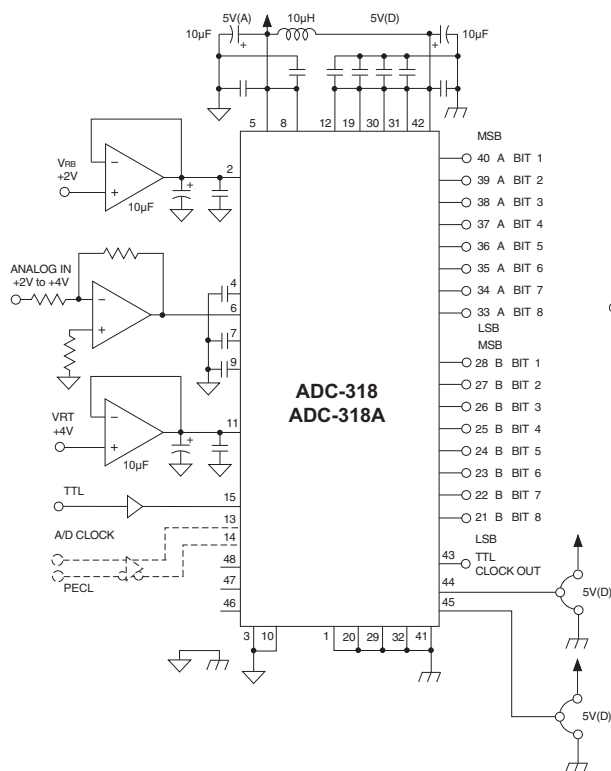 10µF 5V(A) 10µH 5V(D) 10µF
5 8 12 19 30 31 42
MSB
40 A BIT 1
39 A BIT 2
38 A BIT 3
37 A BIT 4
36 A BIT 5
35 A BIT 6
34 A BIT 7
33 A BIT 8
LSB
MSB
28 B BIT 1
27 B BIT 2
26 B BIT 3
25 B BIT 4
24 B BIT 5
23 B BIT 6
22 B BIT 7
21 B BIT 8
LSB
43 TTL
CLOCK OUT
44
45
5V(D)
5V(D)
VRB
+2V
10µF
2
ANALOG IN
+2V to +4V
4
6
7
9
VRT
+4V
10µF
11
ADC-318
ADC-318A
TTL
15
A/D CLOCK
13
14
PECL
48
47
46
3 10 1 20 29 32 41